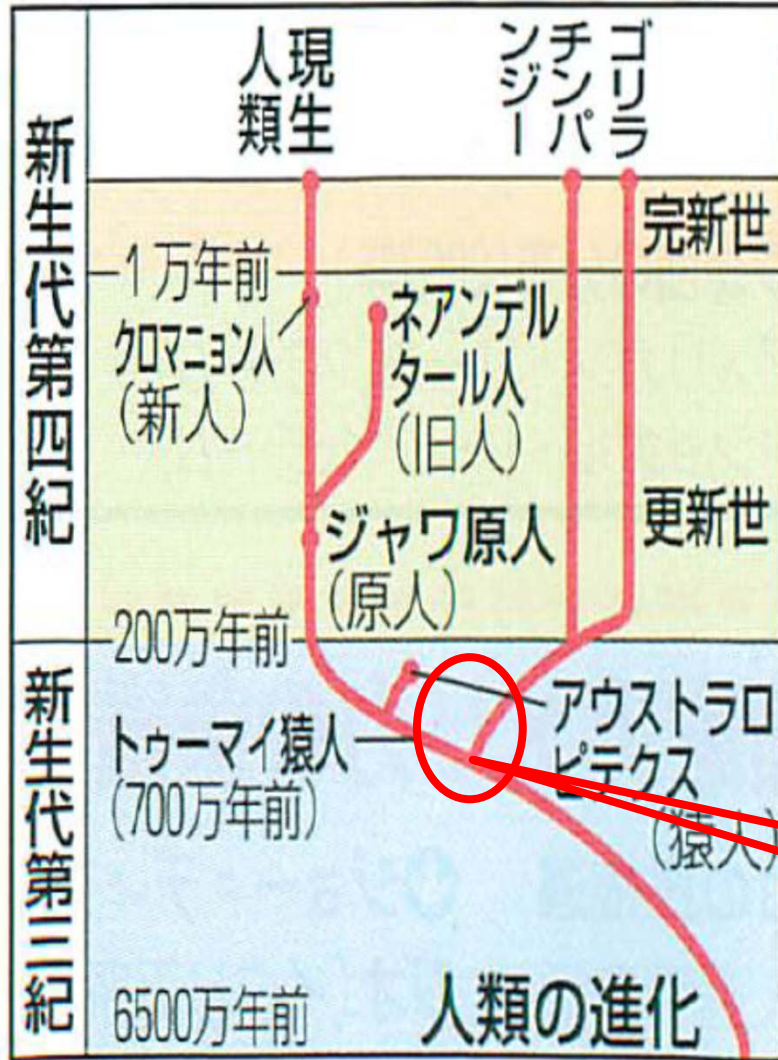 現生
人類
チンパ
ンジー
ゴリラ
新生代第四紀
完新世
1万年前
クロマニョン人
(新人)
ネアンデル
タール人
(旧人)
更新世
ジャワ原人
(原人)
200万年前
新生代第三紀
トゥーマイ猿人
(700万年前)
アウストラロ
ピテクス
(猿人)
6500万年前
人類の進化